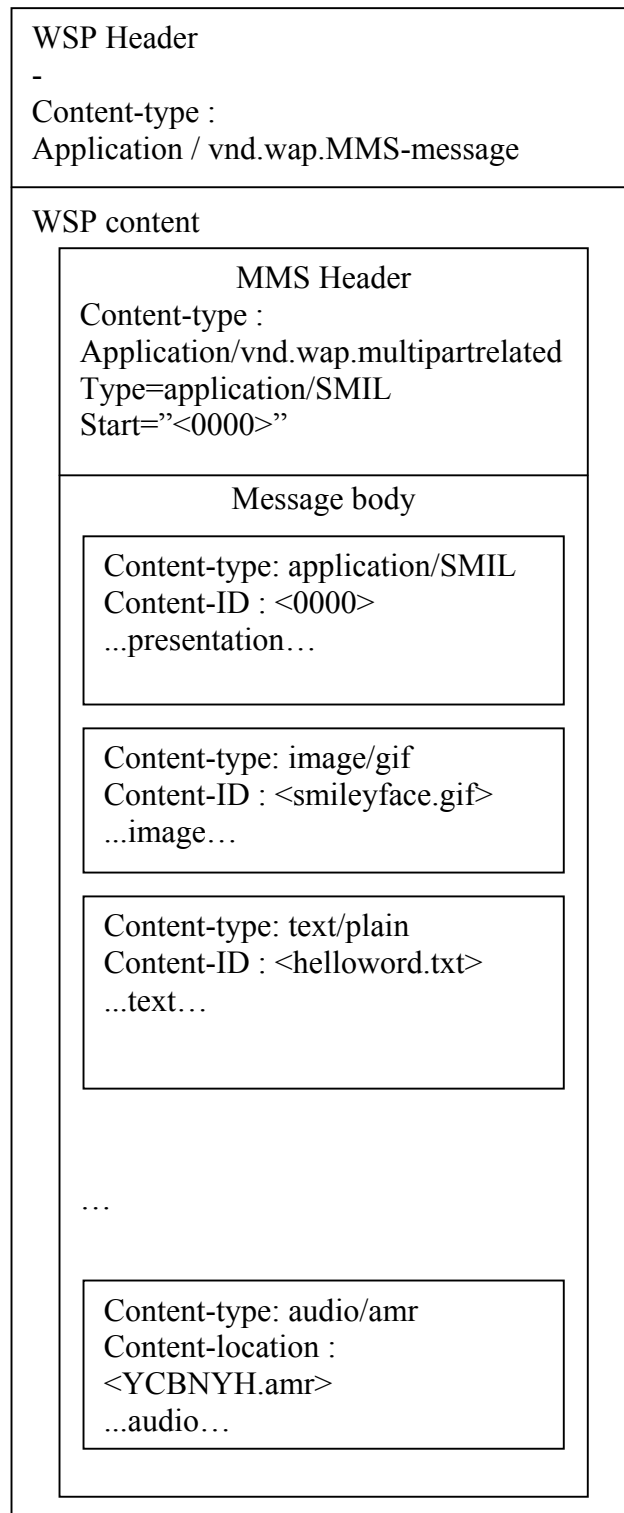 WSP Header
-
Content-type :
Application / vnd.wap.MMS-message
WSP content
MMS Header
Content-type :
Application/vnd.wap.multipartrelated
Type=application/SMIL
Start=”<0000>”
Message body
Content-type: application/SMIL
Content-ID : <0000>
...presentation…
Content-type: image/gif
Content-ID : <smileyface.gif>
...image…
Content-type: text/plain
Content-ID : <helloword.txt>
...text…
…
Content-type: audio/amr
Content-location :
<YCBNYH.amr>
...audio…